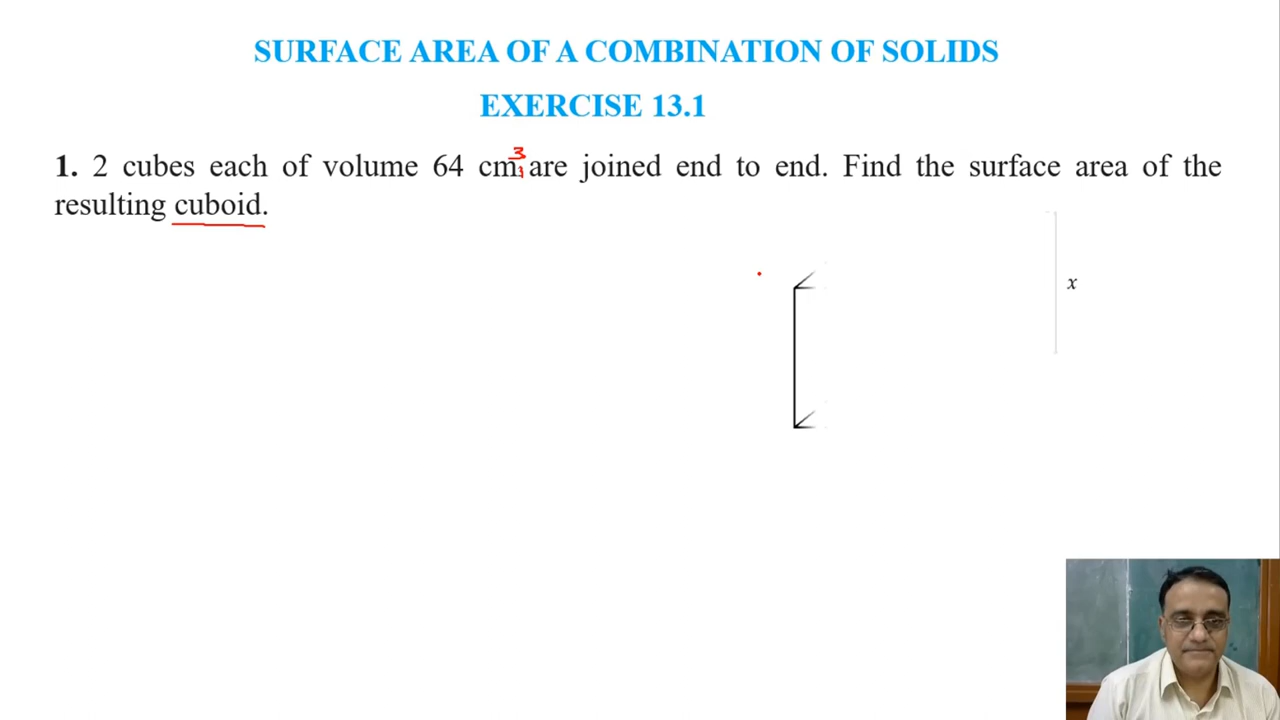 SURFACE AREA OF A COMBINATION OF SOLIDS
EXERCISE 13.1
1. 2 cubes each of volume 64 cm³ are joined end to end. Find the surface area of the
resulting cuboid.
x